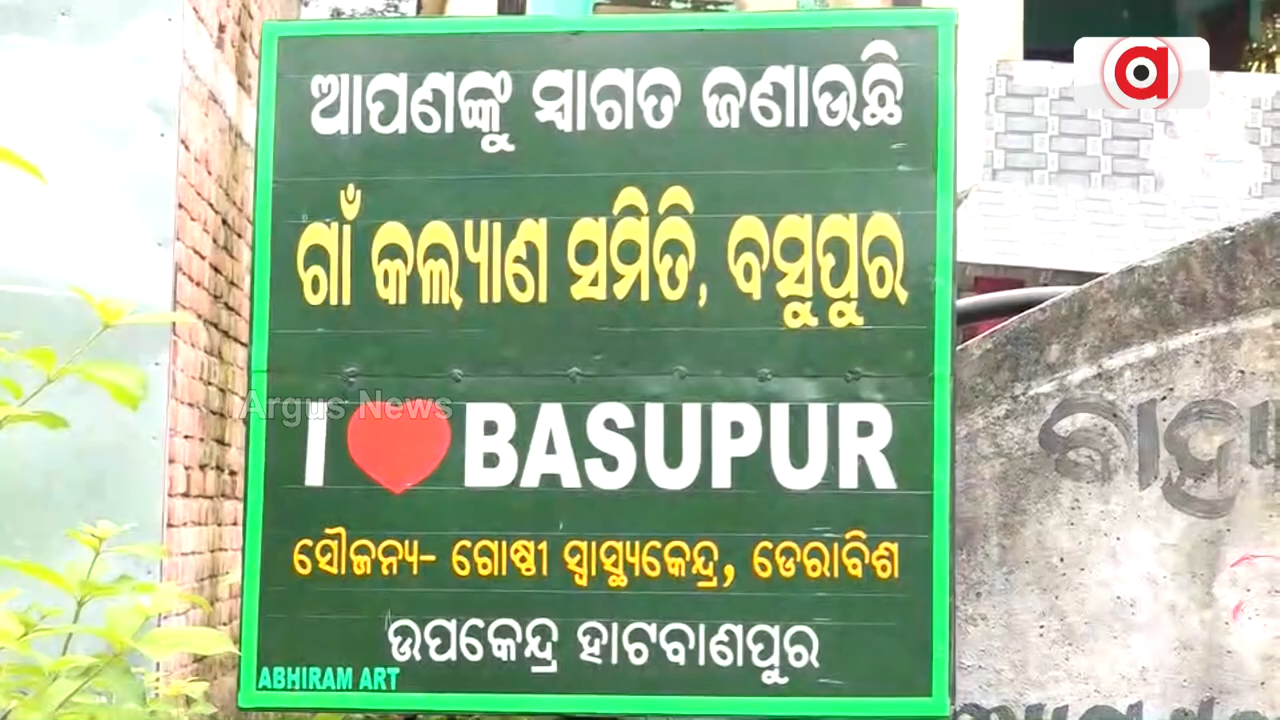 ଆପଣଙ୍କୁ ସ୍ୱାଗତ ଜଣାଉଛି
ଗାଁ କଲ୍ୟାଣ ସମିତି, ବସୁପୁର
I ❤ BASUPUR
Argus News
ସୌଜନ୍ୟ- ଗୋଷ୍ଠୀ ସ୍ୱାସ୍ଥ୍ୟକେନ୍ଦ୍ର, ଡେରାବିଶ
ଉପକେନ୍ଦ୍ର ହାଟବାଣପୁର
ABHIRAM ART